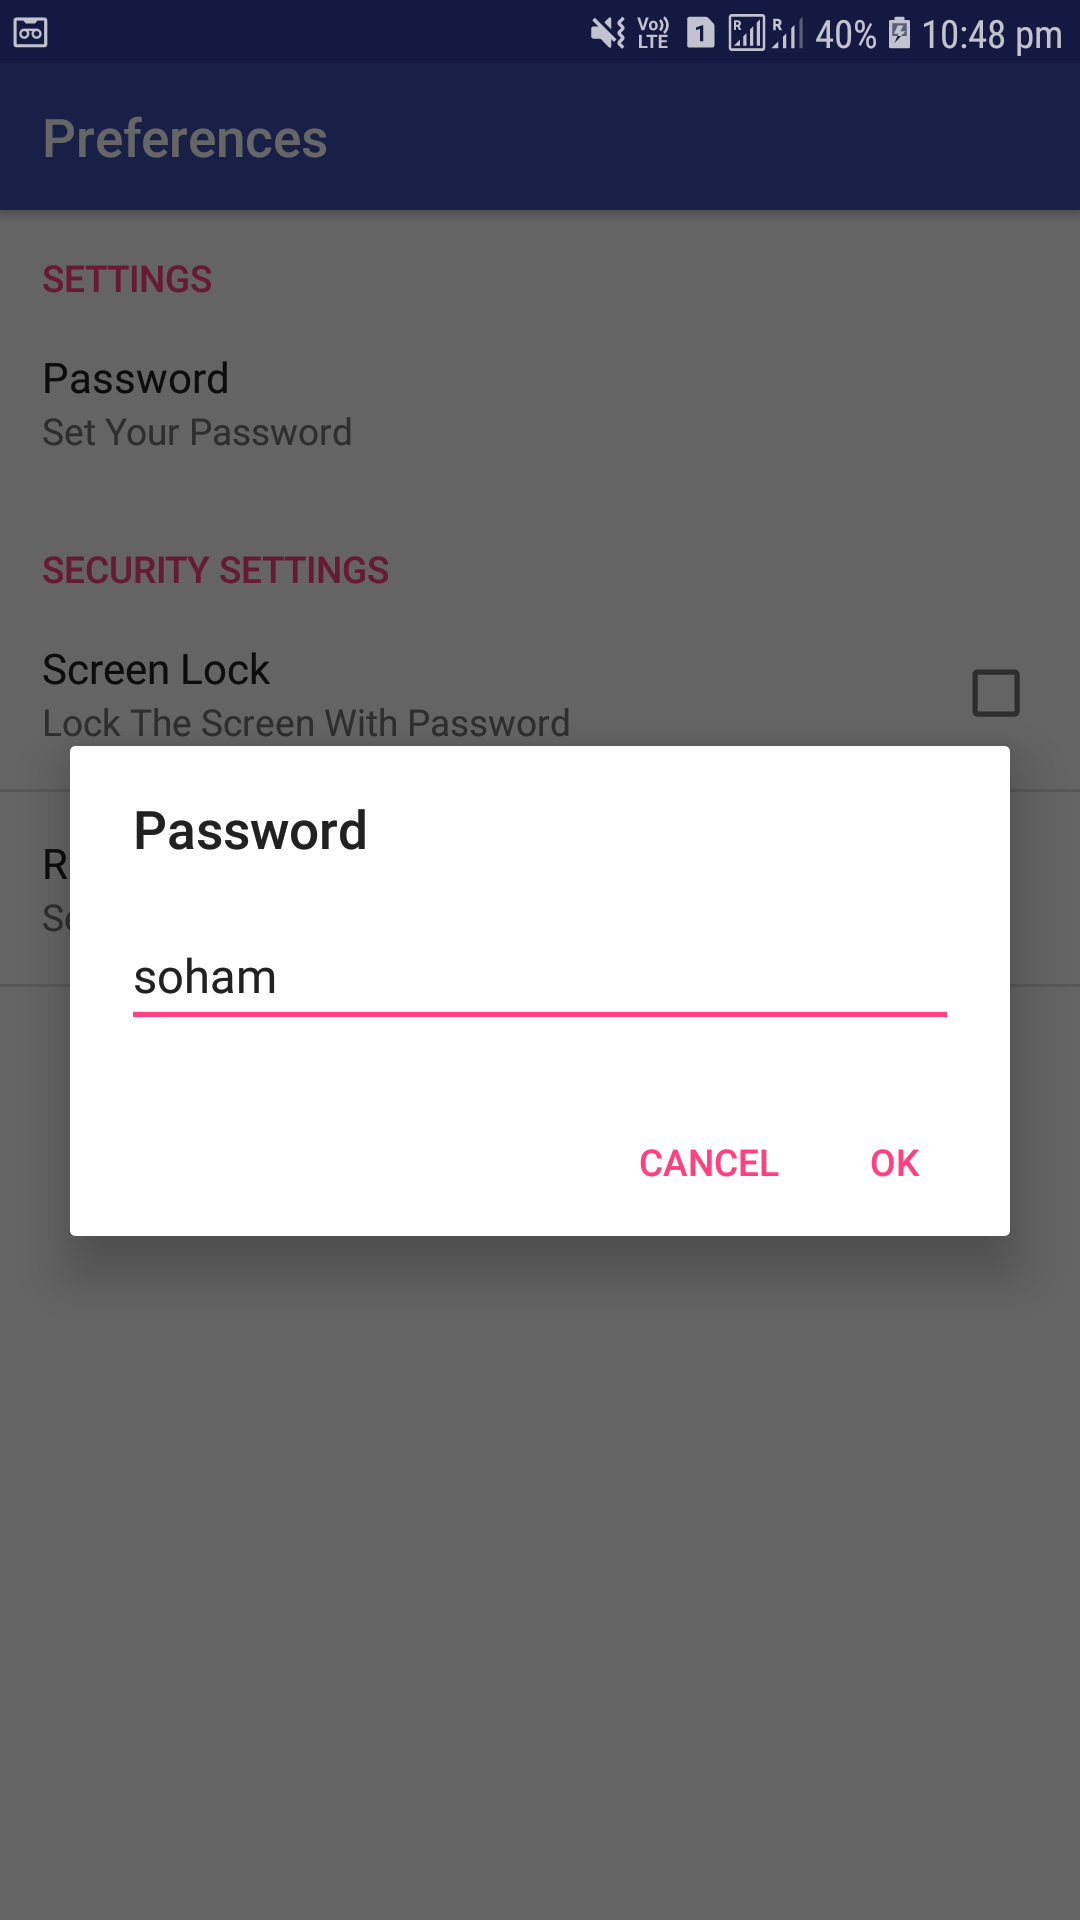 Vo)) LTE 1 R R 40% 10:48 pm
Preferences
SETTINGS
Password
Set Your Password
SECURITY SETTINGS
Screen Lock
Lock The Screen With Password
Password
soham
CANCEL OK